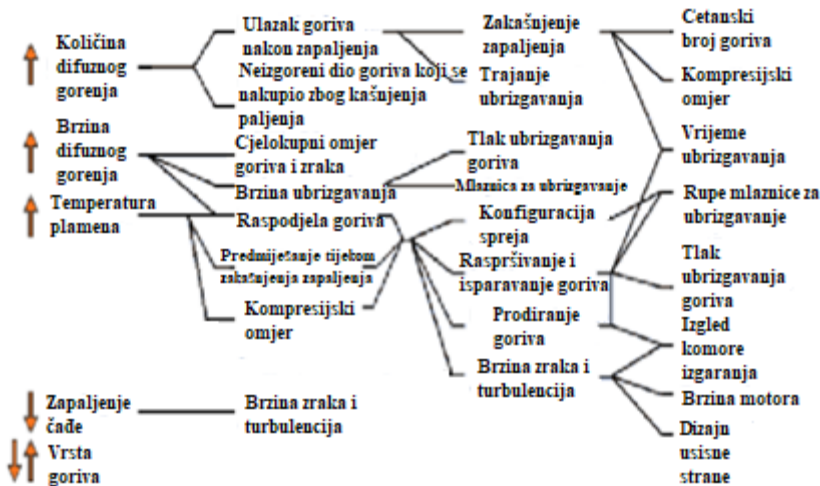 Količina
difuznog
gorenja
Brzina
difuznog
gorenja
Temperatura
plamena
Zapaljenje
čađe
Vrsta
goriva
Ulazak goriva
nakon zapaljenja
Neizgoreni dio goriva koji se
nakupio zbog kašnjenja
paljenja
Cjelokupni omjer
goriva i zraka
Brzina ubrizgavanja
Raspodjela goriva
Predmiješanje tijekom
zakašnjenja zapaljenja
Kompresijski
omjer
Brzina zraka i
turbulencija
Zakašnjenje
zapaljenja
Trajanje
ubrizgavanja
Tlak ubrizgavanja
goriva
Mlaznica za ubrizgavanje
Konfiguracija
spreja
Raspršivanje i
isparavanje goriva
Prodiranje
goriva
Brzina zraka i
turbulencija
Cetanski
broj goriva
Kompresijski
omjer
Vrijeme
ubrizgavanja
Rupe mlaznice za
ubrizgavanje
Tlak
ubrizgavanja
goriva
Izgled
komore
izgaranja
Brzina motora
Dizajn
usisne
strane